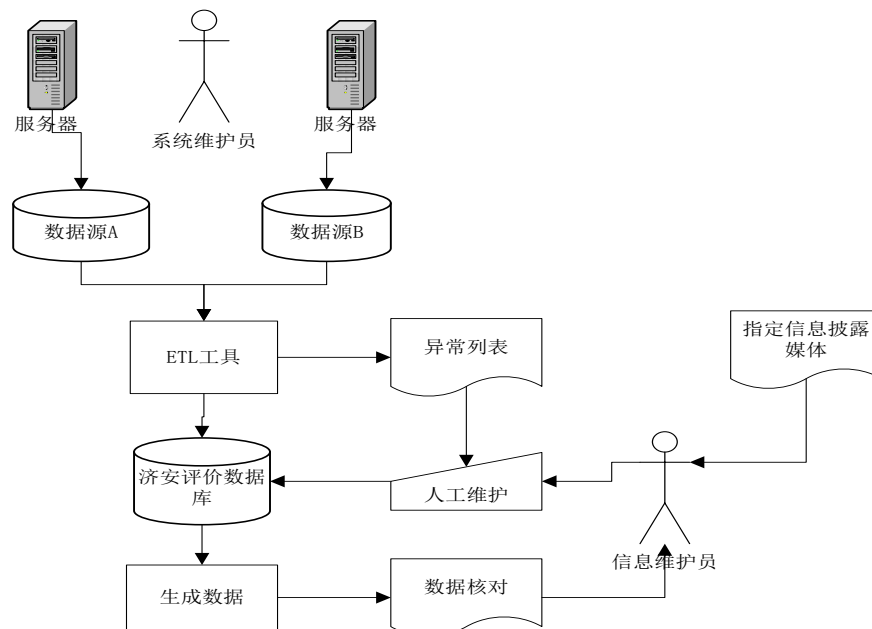 服务器
系统维护员
服务器
数据源A
数据源B
ETL工具
异常列表
指定信息披露
媒体
济安评价数据
库
人工维护
信息维护员
生成数据
数据核对